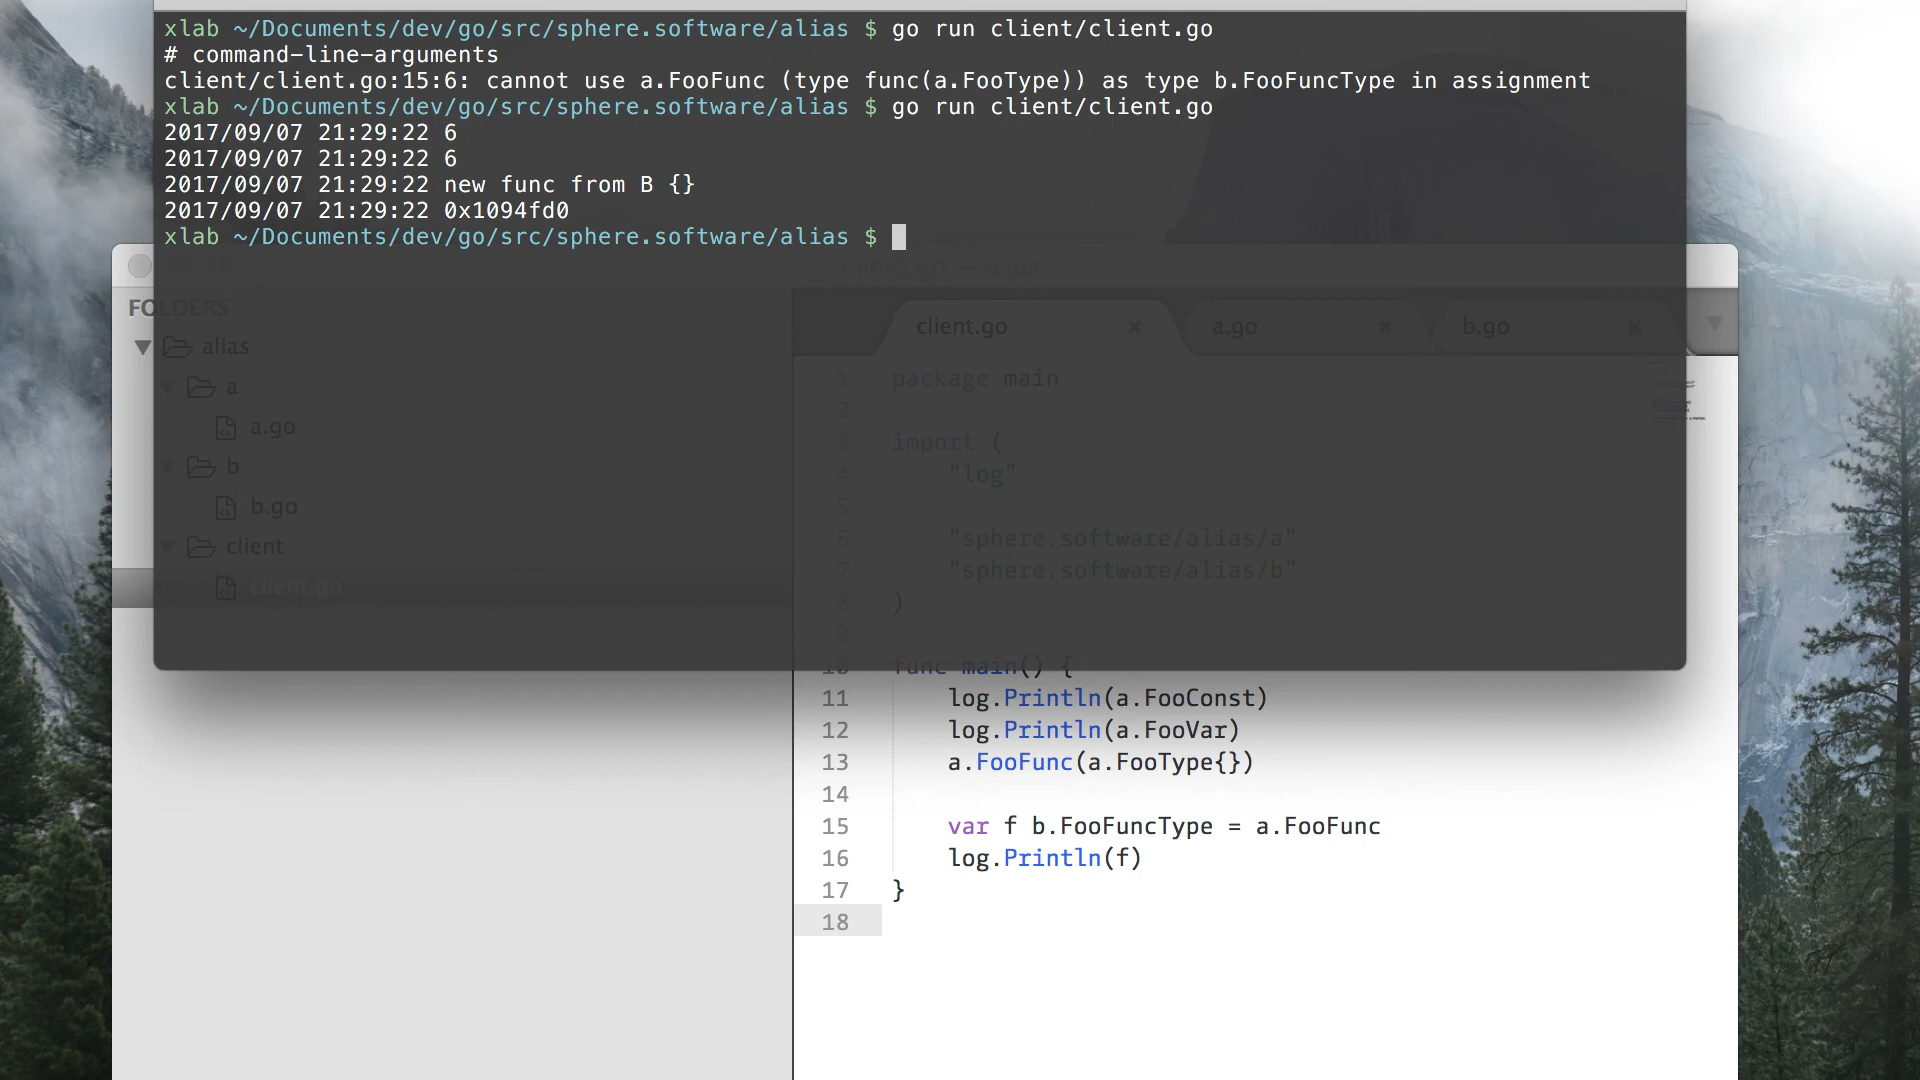 xlab ~/Documents/dev/go/src/sphere.software/alias $ go run client/client.go
# command-line-arguments
client/client.go:15:6: cannot use a.FooFunc (type func(a.FooType)) as type b.FooFuncType in assignment
xlab ~/Documents/dev/go/src/sphere.software/alias $ go run client/client.go
2017/09/07 21:29:22 6
2017/09/07 21:29:22 6
2017/09/07 21:29:22 new func from B {}
2017/09/07 21:29:22 0x1094fd0
xlab ~/Documents/dev/go/src/sphere.software/alias $
client.go — alias
FOLDERS
alias
a
a.go
b
b.go
client
client.go
client.go × a.go × b.go ×
1 package main
2
3 import (
4 "log"
5
6 "sphere.software/alias/a"
7 "sphere.software/alias/b"
8 )
9
10 func main() {
11 log.Println(a.FooConst)
12 log.Println(a.FooVar)
13 a.FooFunc(a.FooType{})
14
15 var f b.FooFuncType = a.FooFunc
16 log.Println(f)
17 }
18